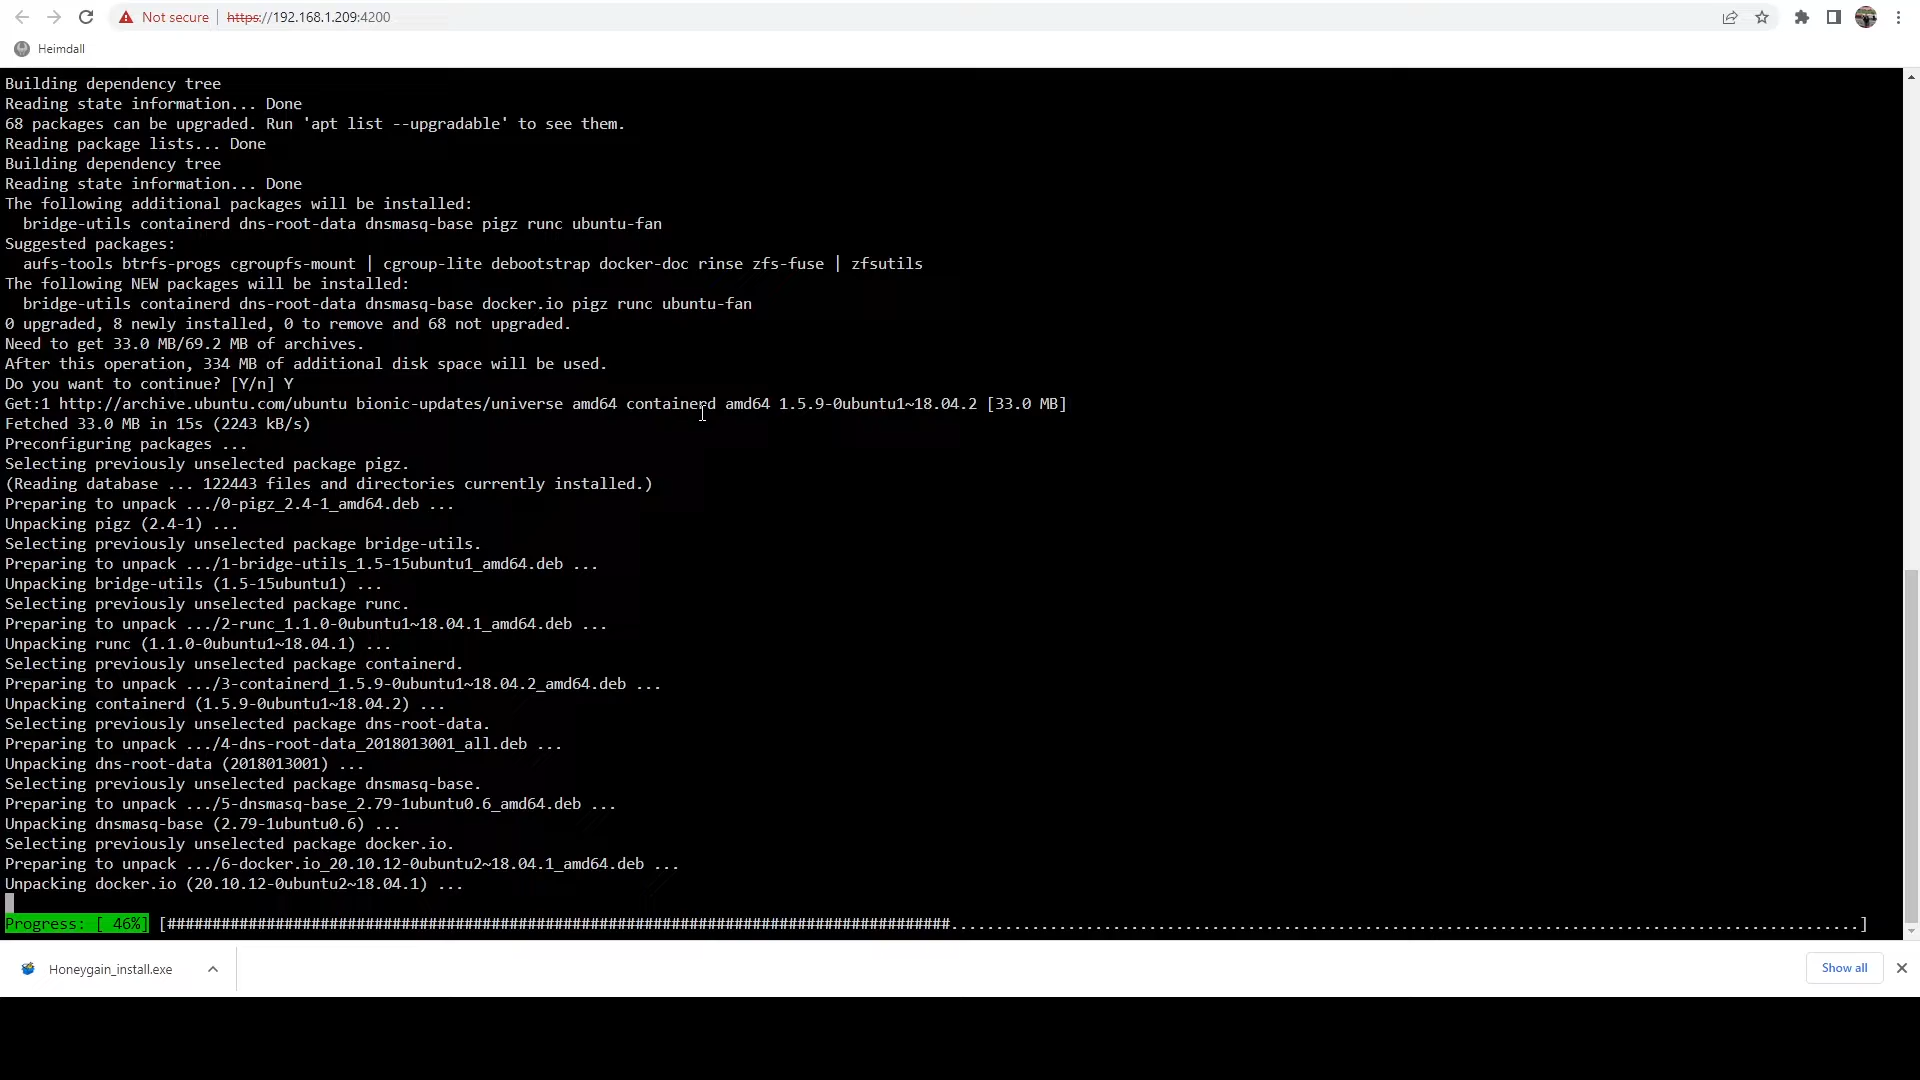 Not secure | https://192.168.1.209:4200
Heimdall
Building dependency tree
Reading state information... Done
68 packages can be upgraded. Run 'apt list --upgradable' to see them.
Reading package lists... Done
Building dependency tree
Reading state information... Done
The following additional packages will be installed:
  bridge-utils containerd dns-root-data dnsmasq-base pigz runc ubuntu-fan
Suggested packages:
  aufs-tools btrfs-progs cgroupfs-mount | cgroup-lite debootstrap docker-doc rinse zfs-fuse | zfsutils
The following NEW packages will be installed:
  bridge-utils containerd dns-root-data dnsmasq-base docker.io pigz runc ubuntu-fan
0 upgraded, 8 newly installed, 0 to remove and 68 not upgraded.
Need to get 33.0 MB/69.2 MB of archives.
After this operation, 334 MB of additional disk space will be used.
Do you want to continue? [Y/n] Y
Get:1 http://archive.ubuntu.com/ubuntu bionic-updates/universe amd64 containerd amd64 1.5.9-0ubuntu1~18.04.2 [33.0 MB]
Fetched 33.0 MB in 15s (2243 kB/s)
Preconfiguring packages ...
Selecting previously unselected package pigz.
(Reading database ... 122443 files and directories currently installed.)
Preparing to unpack .../0-pigz_2.4-1_amd64.deb ...
Unpacking pigz (2.4-1) ...
Selecting previously unselected package bridge-utils.
Preparing to unpack .../1-bridge-utils_1.5-15ubuntu1_amd64.deb ...
Unpacking bridge-utils (1.5-15ubuntu1) ...
Selecting previously unselected package runc.
Preparing to unpack .../2-runc_1.1.0-0ubuntu1~18.04.1_amd64.deb ...
Unpacking runc (1.1.0-0ubuntu1~18.04.1) ...
Selecting previously unselected package containerd.
Preparing to unpack .../3-containerd_1.5.9-0ubuntu1~18.04.2_amd64.deb ...
Unpacking containerd (1.5.9-0ubuntu1~18.04.2) ...
Selecting previously unselected package dns-root-data.
Preparing to unpack .../4-dns-root-data_2018013001_all.deb ...
Unpacking dns-root-data (2018013001) ...
Selecting previously unselected package dnsmasq-base.
Preparing to unpack .../5-dnsmasq-base_2.79-1ubuntu0.6_amd64.deb ...
Unpacking dnsmasq-base (2.79-1ubuntu0.6) ...
Selecting previously unselected package docker.io.
Preparing to unpack .../6-docker.io_20.10.12-0ubuntu2~18.04.1_amd64.deb ...
Unpacking docker.io (20.10.12-0ubuntu2~18.04.1) ...
Progress: [ 46%] [#######################################################################################.....................................................................................................]
Honeygain_install.exe
Show all